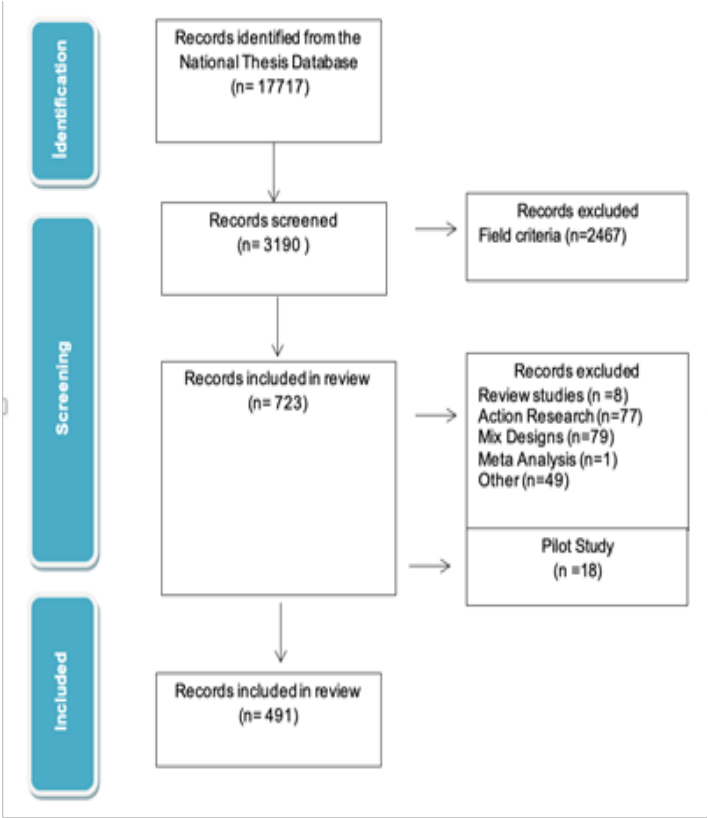 Identification
Records identified from the
National Thesis Database
(n= 17717)
Screening
Records screened
(n= 3190 )
Records excluded
Field criteria (n=2467)
Records included in review
(n= 723)
Records excluded
Review studies (n =8)
Action Research (n=77)
Mix Designs (n=79)
Meta Analysis (n=1)
Other (n=49)
Pilot Study
(n =18)
Included
Records included in review
(n= 491)